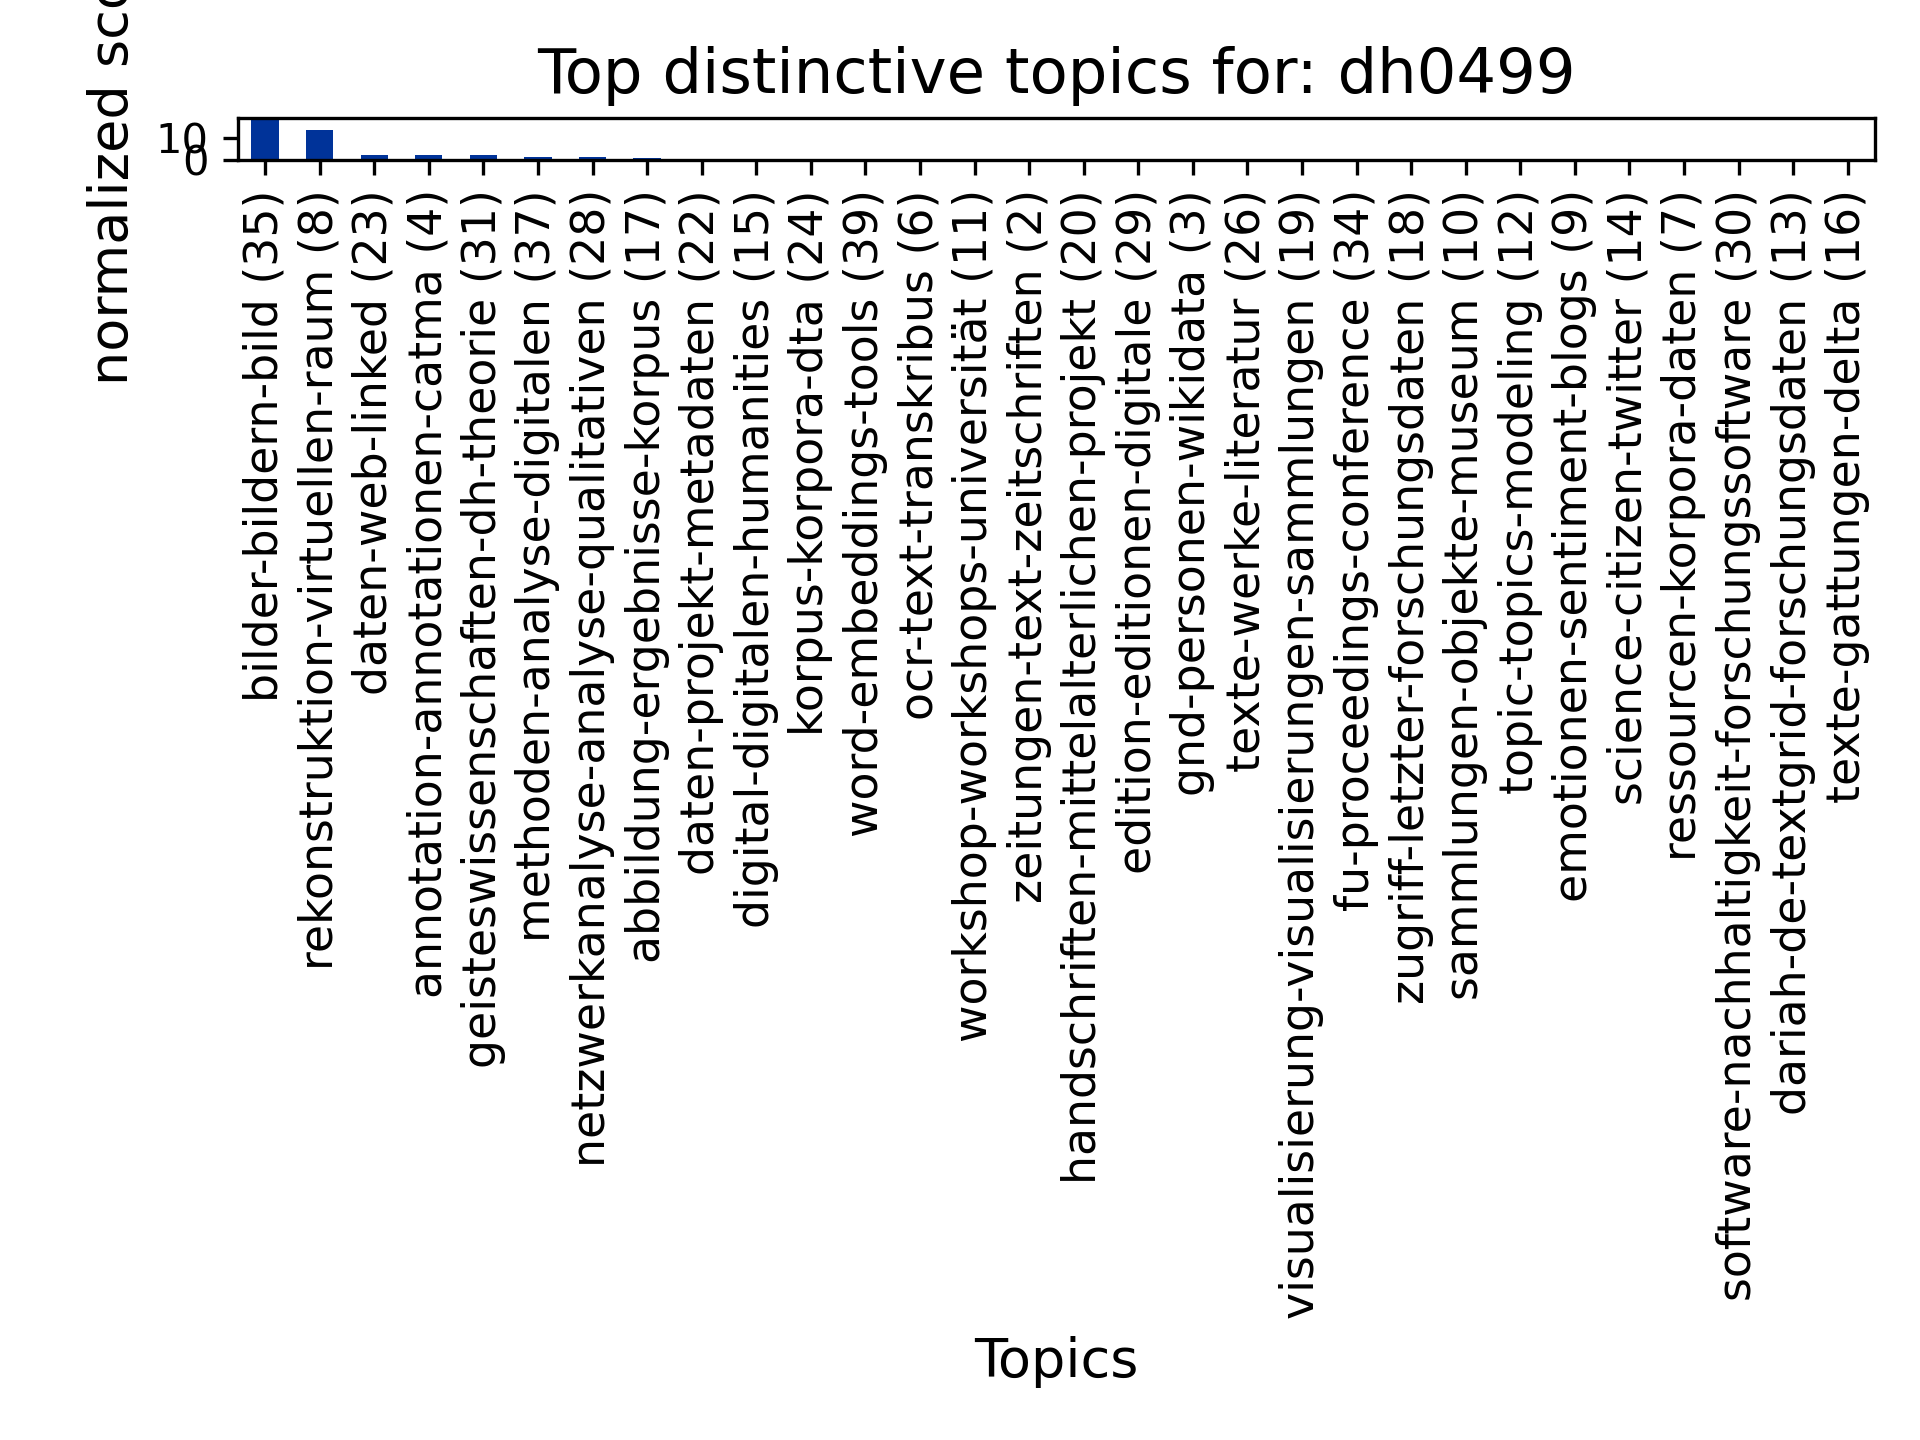 Top distinctive topics for: dh0499
normalized
10
0
bilder-bildern-bild (35)
rekonstruktion-virtuellen-raum (8)
daten-web-linked (23)
annotation-annotationen-catma (4)
geisteswissenschaften-dh-theorie (31)
methoden-analyse-digitalen (37)
netzwerkanalyse-analyse-qualitativen (28)
abbildung-ergebnisse-korpus (17)
daten-projekt-metadaten (22)
digital-digitalen-humanities (15)
korpus-korpora-dta (24)
word-embeddings-tools (39)
ocr-text-transkribus (6)
workshop-workshops-universität (11)
zeitungen-text-zeitschriften (2)
handschriften-mittelalterlichen-projekt (20)
edition-editionen-digitale (29)
gnd-personen-wikidata (3)
texte-werke-literatur (26)
visualisierung-visualisierungen-sammlungen (19)
fu-proceedings-conference (34)
zugriff-letzter-forschungsdaten (18)
sammlungen-objekte-museum (10)
topic-topics-modeling (12)
emotionen-sentiment-blogs (9)
science-citizen-twitter (14)
ressourcen-korpora-daten (7)
software-nachhaltigkeit-forschungssoftware (30)
dariah-de-textgrid-forschungsdaten (13)
texte-gattungen-delta (16)
Topics